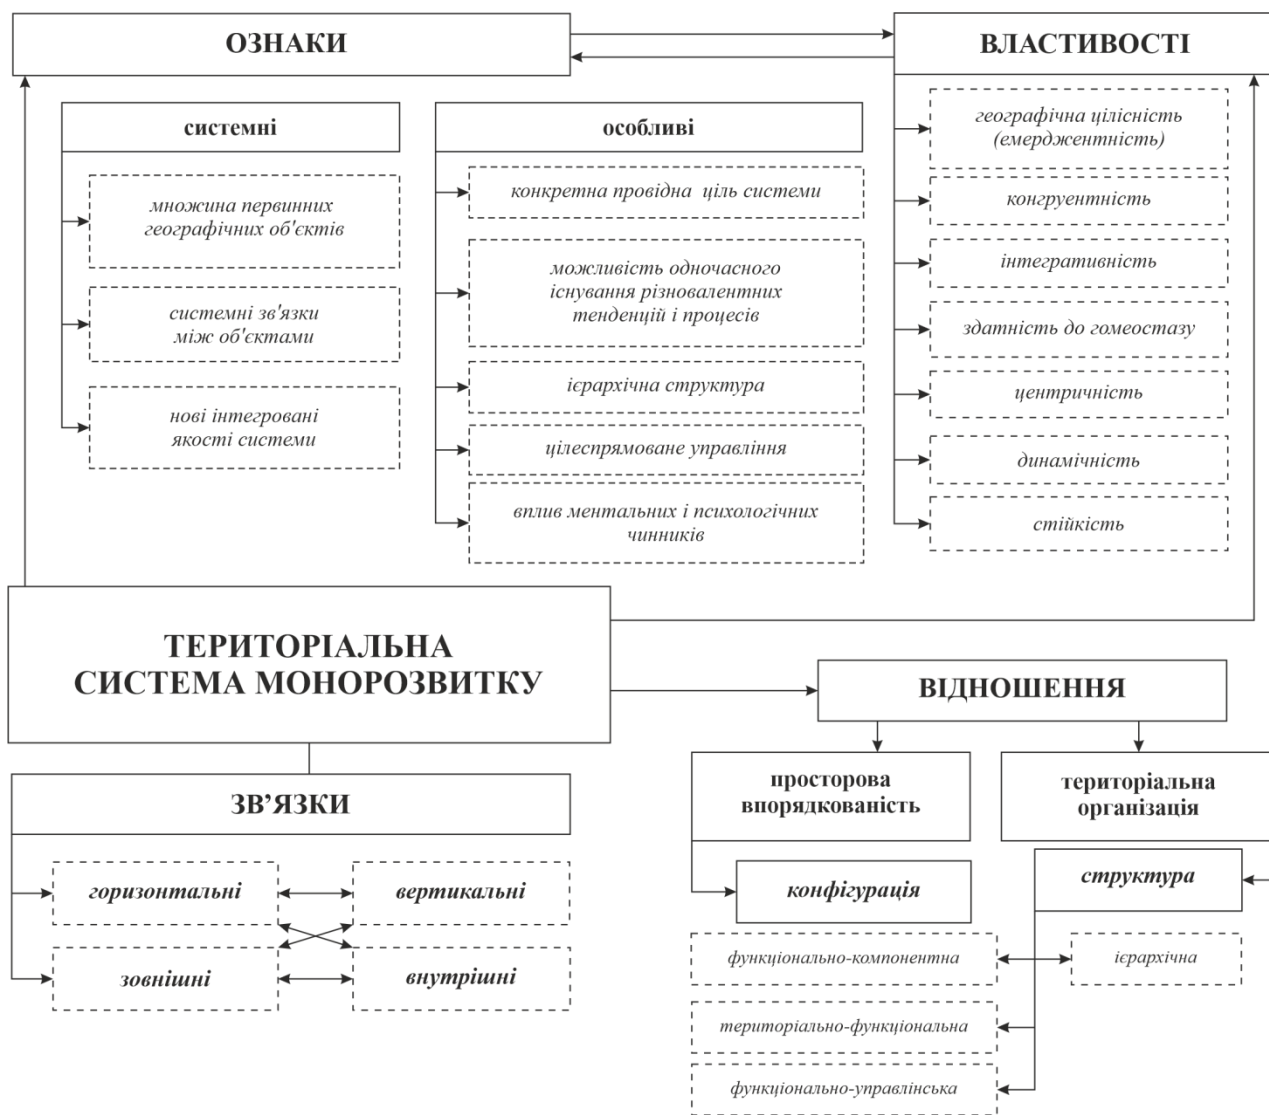 ОЗНАКИ
системні
множина первинних
географічних об'єктів
системні зв'язки
між об'єктами
нові інтегровані
якості системи
особливі
конкретна провідна ціль системи
можливість одночасного
існування різновалентних
тенденцій і процесів
ієрархічна структура
цілеспрямоване управління
вплив ментальних і психологічних
чинників
ВЛАСТИВОСТІ
географічна цілісність
(емерджентність)
конгруентність
інтегративність
здатність до гомеостазу
центричність
динамічність
стійкість
ТЕРИТОРІАЛЬНА
СИСТЕМА МОНОРОЗВИТКУ
ЗВ’ЯЗКИ
горизонтальні
вертикальні
зовнішні
внутрішні
ВІДНОШЕННЯ
просторова
впорядкованість
конфігурація
територіальна
організація
структура
функціонально-компонентна
ієрархічна
територіально-функціональна
функціонально-управлінська